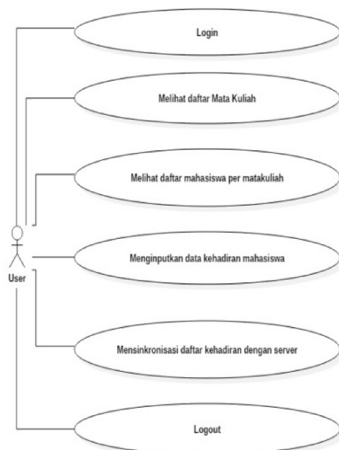 Login
Melihat daftar Mata Kuliah
Melihat daftar mahasiswa per matakuliah
Menginputkan data kehadiran mahasiswa
User
Mensinkronisasi daftar kehadiran dengan server
Logout